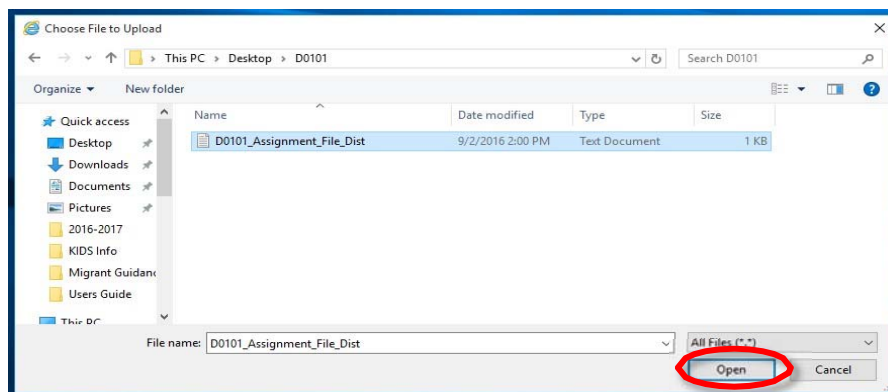 Choose File to Upload
This PC > Desktop > D0101
Search D0101
Organize
New folder
Name
Date modified
Type
Size
Quick access
D0101_Assignment_File_Dist
9/2/2016 2:00 PM
Text Document
1 KB
Desktop
Downloads
Documents
Pictures
2016-2017
KIDS Info
Migrant Guidanc
Users Guide
This PC
File name: D0101_Assignment_File_Dist
All Files (*.*)
Open
Cancel